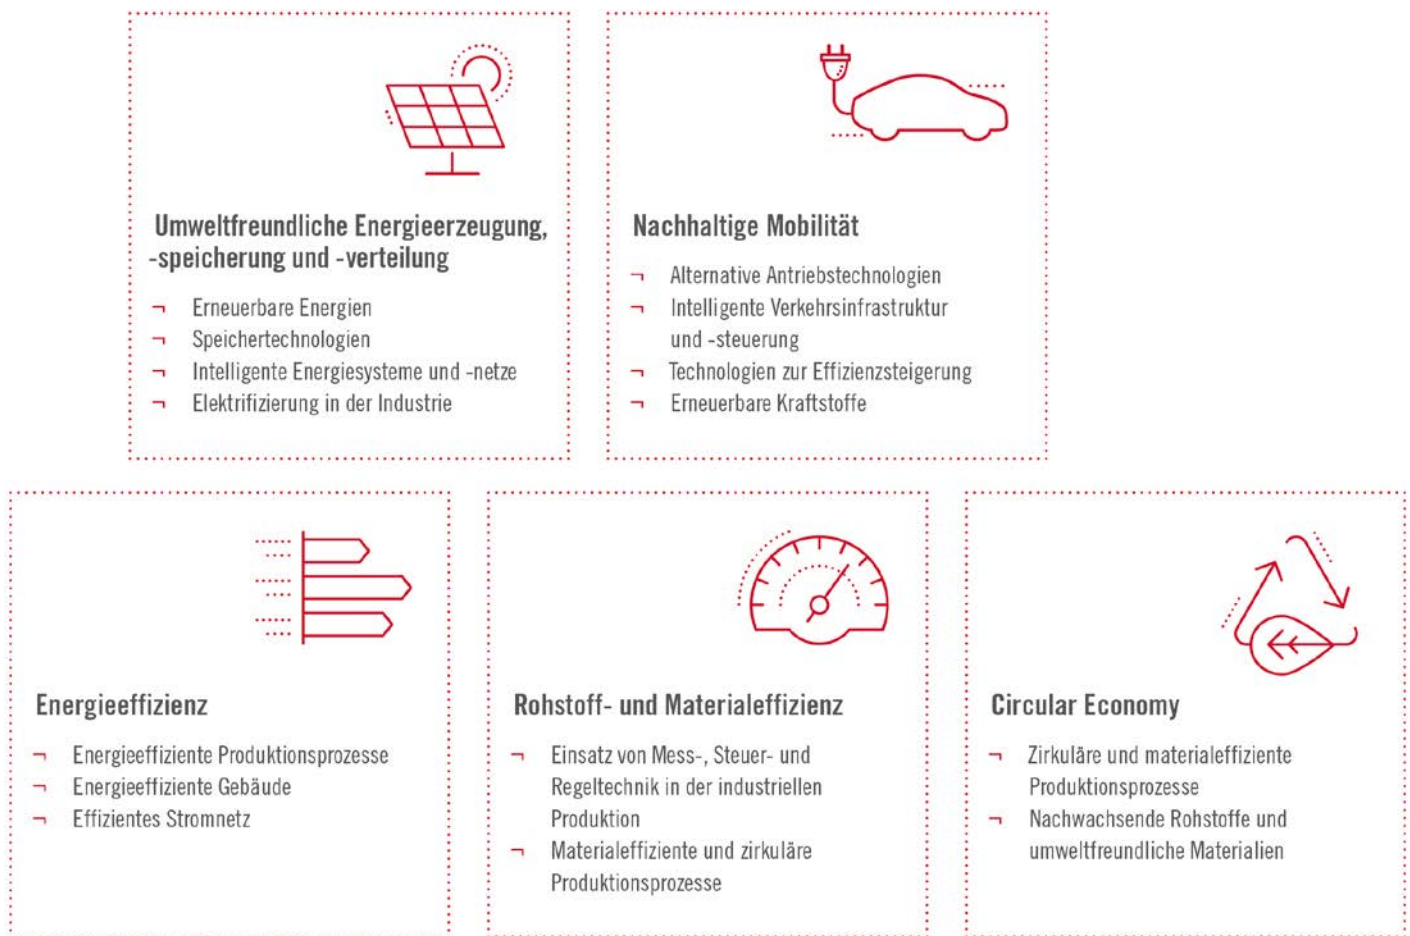 Umweltfreundliche Energieerzeugung,
-speicherung und -verteilung
¬ Erneuerbare Energien
¬ Speichertechnologien
¬ Intelligente Energiesysteme und -netze
¬ Elektrifizierung in der Industrie
Nachhaltige Mobilität
¬ Alternative Antriebstechnologien
¬ Intelligente Verkehrsinfrastruktur
und -steuerung
¬ Technologien zur Effizienzsteigerung
¬ Erneuerbare Kraftstoffe
Energieeffizienz
¬ Energieeffiziente Produktionsprozesse
¬ Energieeffiziente Gebäude
¬ Effizientes Stromnetz
Rohstoff- und Materialeffizienz
¬ Einsatz von Mess-, Steuer- und
Regeltechnik in der industriellen
Produktion
¬ Materialeffiziente und zirkuläre
Produktionsprozesse
Circular Economy
¬ Zirkuläre und materialeffiziente
Produktionsprozesse
¬ Nachwachsende Rohstoffe und
umweltfreundliche Materialien